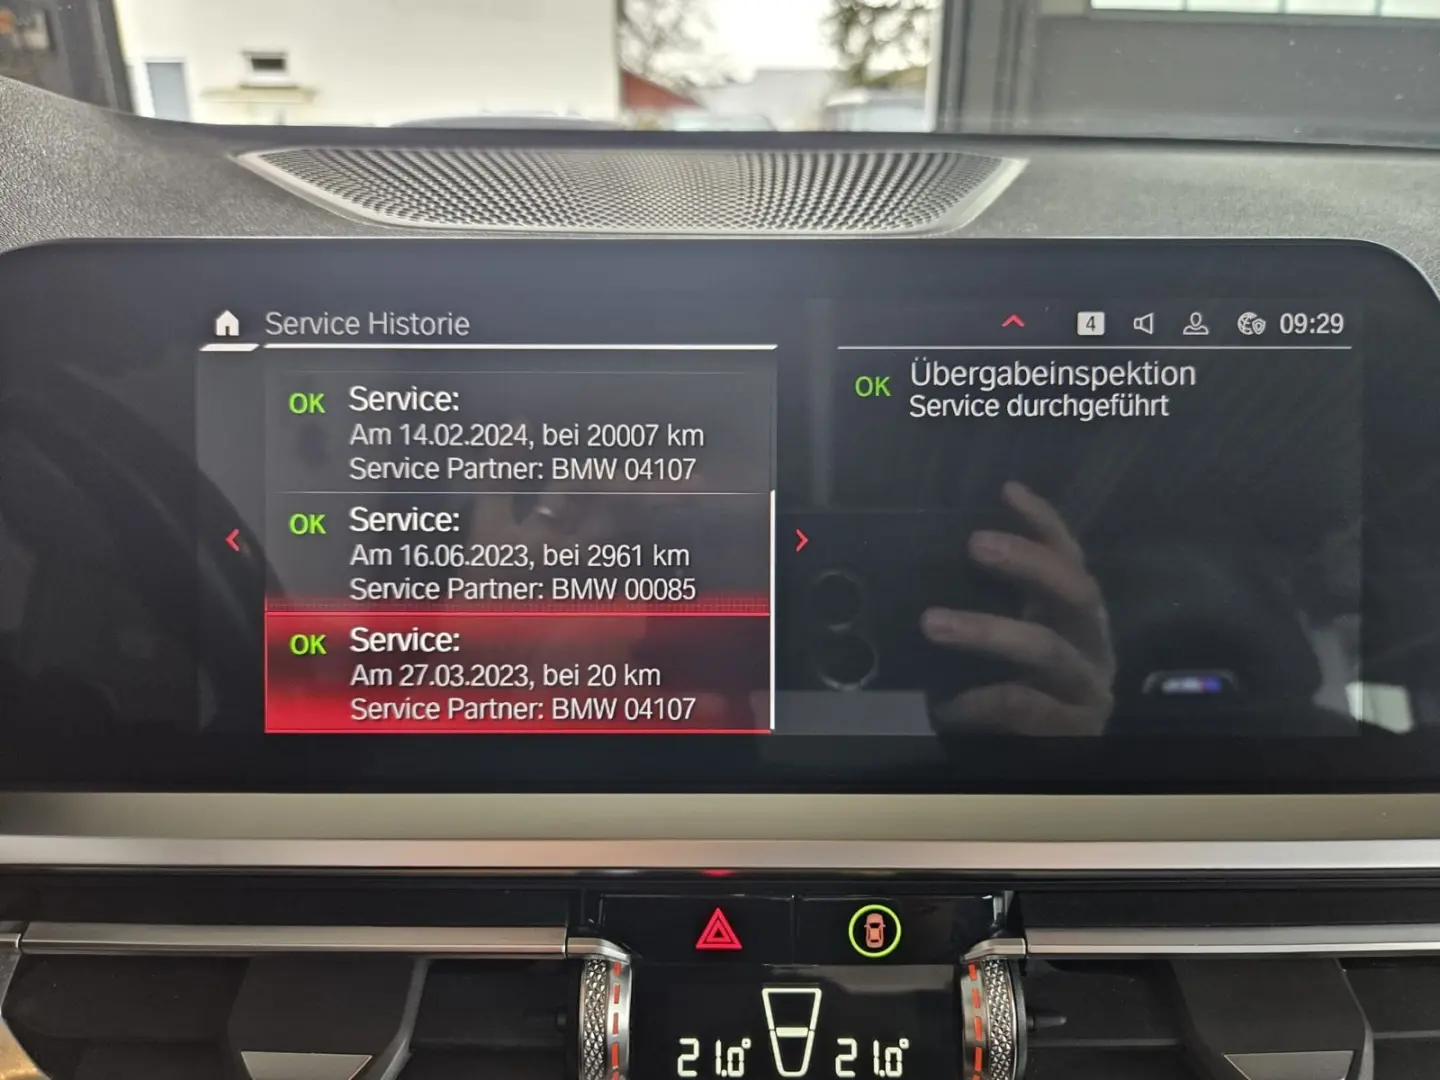 Service Historie
4
09:29
OK Service:
Am 14.02.2024, bei 20007 km
Service Partner: BMW 04107
OK Service:
Am 16.06.2023, bei 2961 km
Service Partner: BMW 00085
OK Service:
Am 27.03.2023, bei 20 km
Service Partner: BMW 04107
OK Übergabeinspektion
Service durchgeführt
21.0° 21.0°